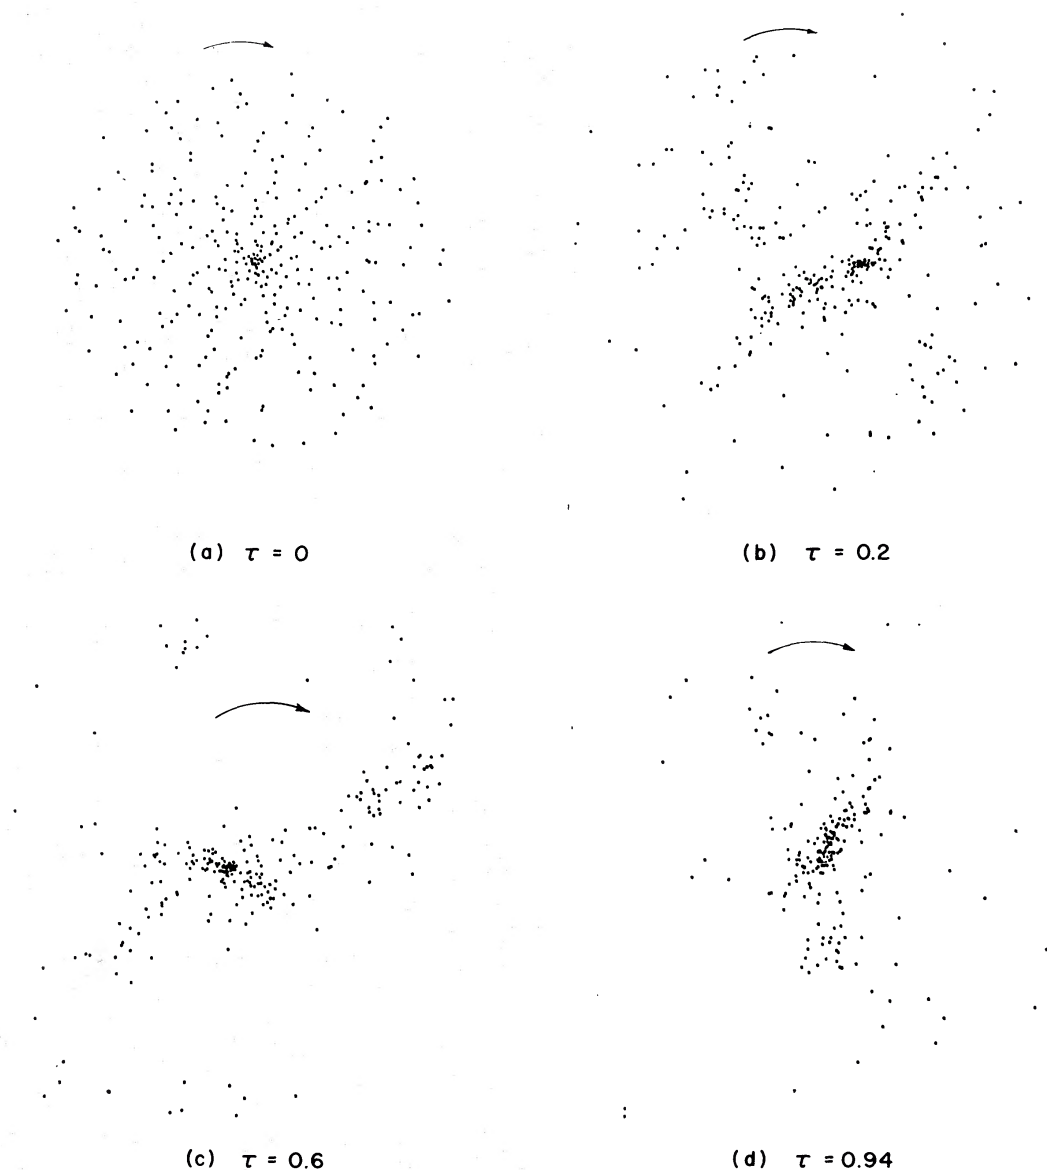 (a) τ = 0
(b) τ = 0.2
(c) τ = 0.6
(d) τ = 0.94